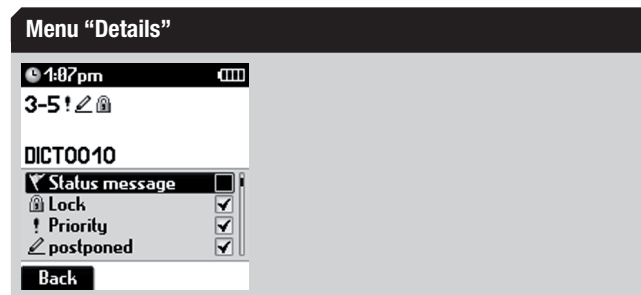 Menu “Details”
1:07pm
3-5!
DICT0010
Status message
Lock
! Priority
postponed
Back